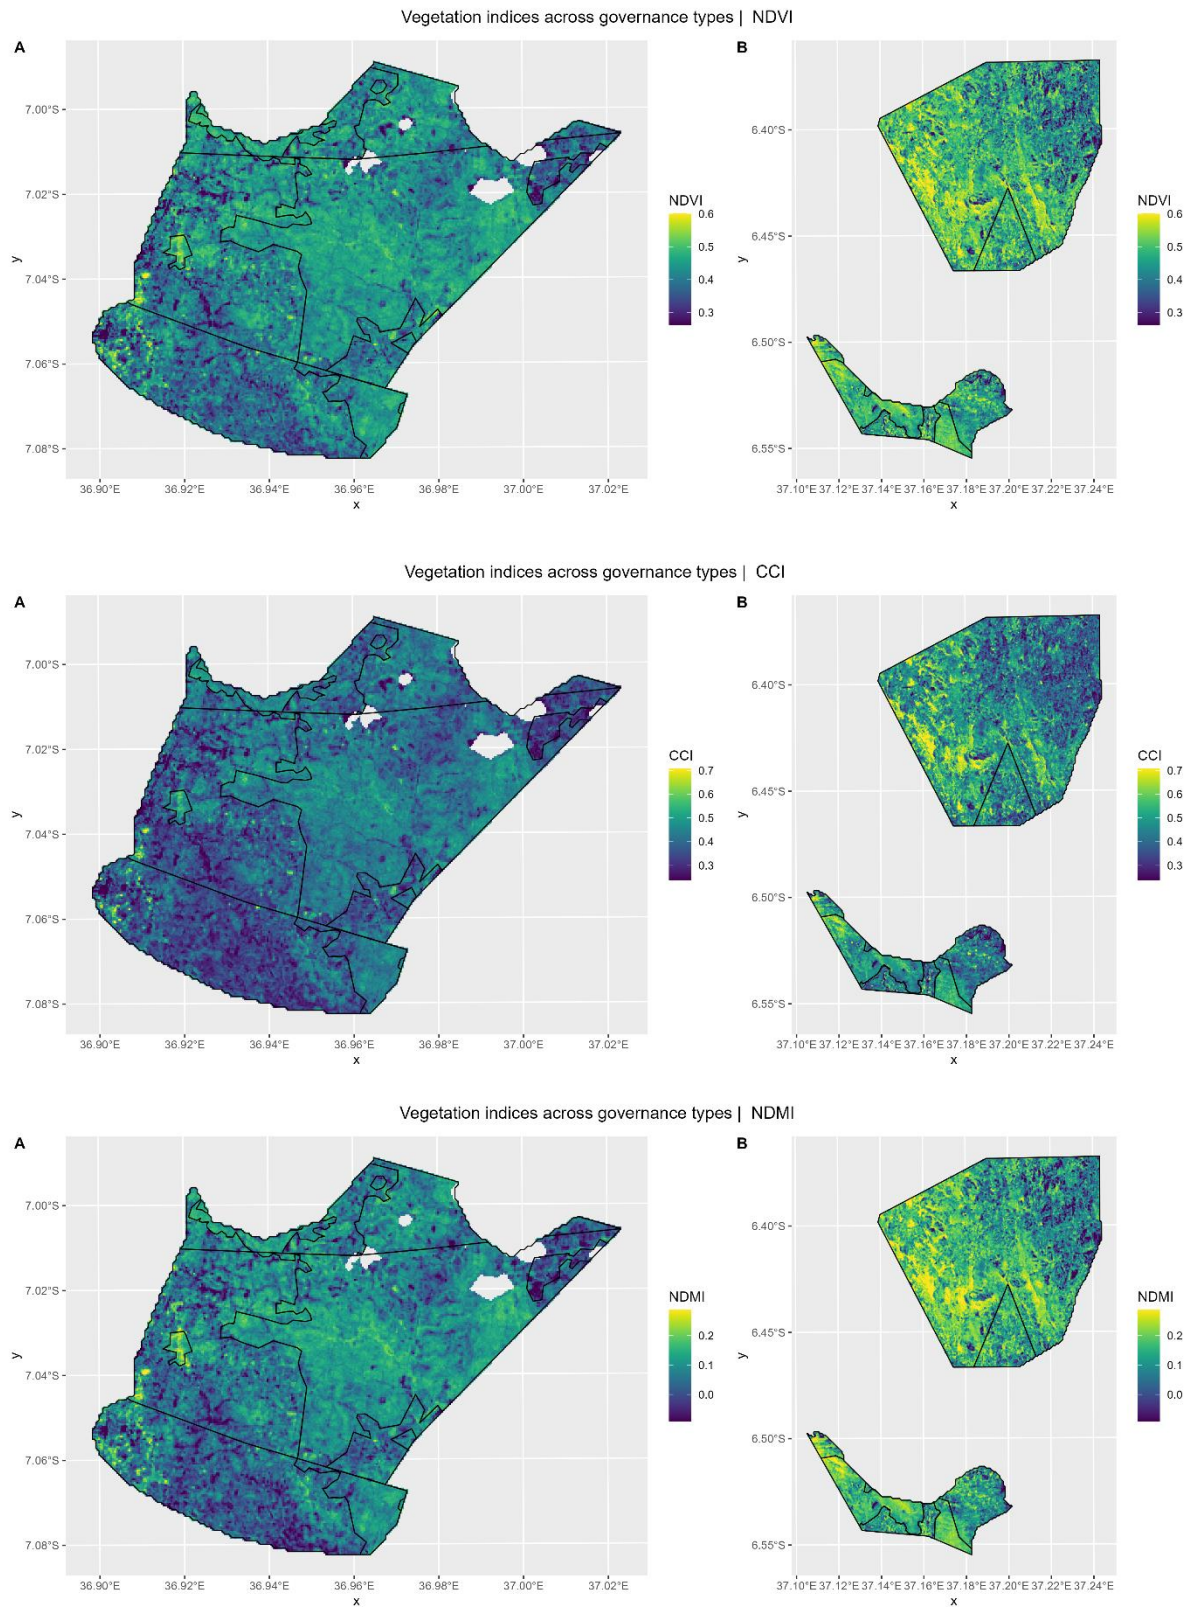 Vegetation indices across governance types | NDVI
A
B
7.00°S
7.02°S
7.04°S
7.06°S
7.08°S
y
36.90°E 36.92°E 36.94°E 36.96°E 36.98°E 37.00°E 37.02°E
x
NDVI
0.6
0.5
0.4
0.3
6.40°S
6.45°S
6.50°S
6.55°S
y
37.10°E 37.12°E 37.14°E 37.16°E 37.18°E 37.20°E 37.22°E 37.24°E
x
NDVI
0.6
0.5
0.4
0.3
Vegetation indices across governance types | CCI
A
B
7.00°S
7.02°S
7.04°S
7.06°S
7.08°S
y
36.90°E 36.92°E 36.94°E 36.96°E 36.98°E 37.00°E 37.02°E
x
CCI
0.7
0.6
0.5
0.4
0.3
6.40°S
6.45°S
6.50°S
6.55°S
y
37.10°E 37.12°E 37.14°E 37.16°E 37.18°E 37.20°E 37.22°E 37.24°E
x
CCI
0.7
0.6
0.5
0.4
0.3
Vegetation indices across governance types | NDMI
A
B
7.00°S
7.02°S
7.04°S
7.06°S
7.08°S
y
36.90°E 36.92°E 36.94°E 36.96°E 36.98°E 37.00°E 37.02°E
x
NDMI
0.2
0.1
0.0
6.40°S
6.45°S
6.50°S
6.55°S
y
37.10°E 37.12°E 37.14°E 37.16°E 37.18°E 37.20°E 37.22°E 37.24°E
x
NDMI
0.2
0.1
0.0